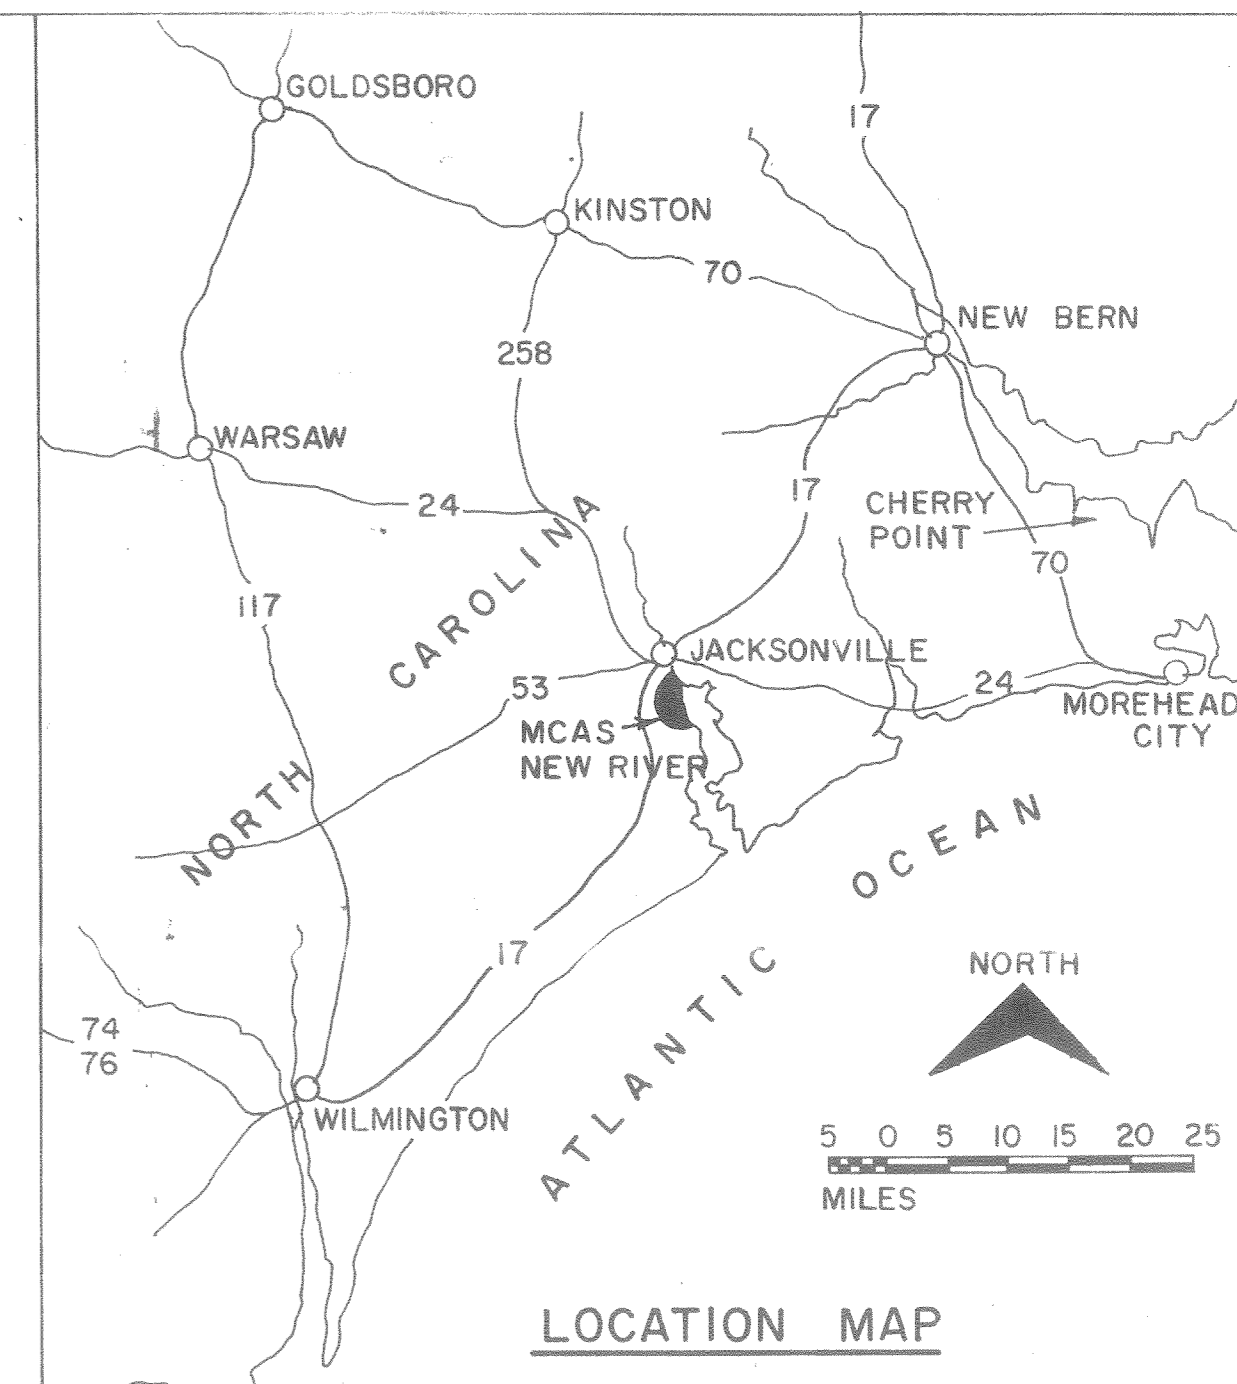 GOLDSBORO
17
KINSTON
70
NEW BERN
258
WARSAW
24
17
CHERRY
POINT
70
117
NORTH CAROLINA
JACKSONVILLE
53
24
MOREHEAD
CITY
MCAS
NEW RIVER
ATLANTIC OCEAN
17
NORTH
74
76
WILMINGTON
5 0 5 10 15 20 25
MILES
LOCATION MAP